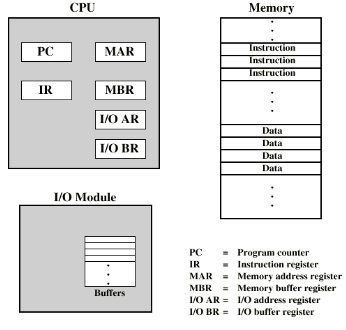 CPU
PC
MAR
IR
MBR
I/O AR
I/O BR
Memory
Instruction
Instruction
Instruction
Data
Data
Data
Data
I/O Module
Buffers
PC = Program counter
IR = Instruction register
MAR = Memory address register
MBR = Memory buffer register
I/O AR = I/O address register
I/O BR = I/O buffer register